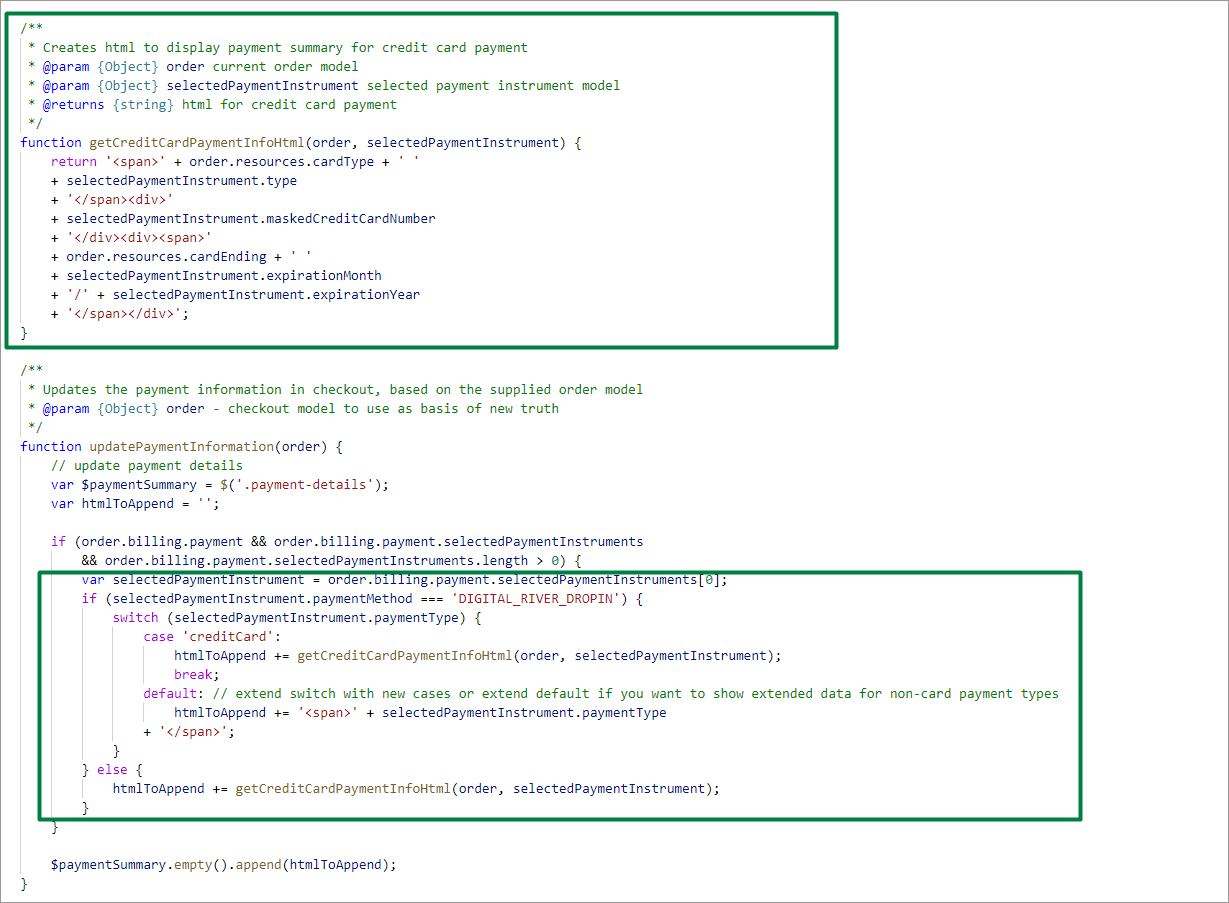 /**
 * Creates html to display payment summary for credit card payment
 * @param {Object} order current order model
 * @param {Object} selectedPaymentInstrument selected payment instrument model
 * @returns {string} html for credit card payment
 */
function getCreditCardPaymentInfoHtml(order, selectedPaymentInstrument) {
    return '<span>' + order.resources.cardType + ' '
    + selectedPaymentInstrument.type
    + '</span><div>'
    + selectedPaymentInstrument.maskedCreditCardNumber
    + '</div><div><span>'
    + order.resources.cardEnding + ' '
    + selectedPaymentInstrument.expirationMonth
    + '/' + selectedPaymentInstrument.expirationYear
    + '</span></div>';
}

/**
 * Updates the payment information in checkout, based on the supplied order model
 * @param {Object} order - checkout model to use as basis of new truth
 */
function updatePaymentInformation(order) {
    // update payment details
    var $paymentSummary = $('.payment-details');
    var htmlToAppend = '';

    if (order.billing.payment && order.billing.payment.selectedPaymentInstruments
        && order.billing.payment.selectedPaymentInstruments.length > 0) {
        var selectedPaymentInstrument = order.billing.payment.selectedPaymentInstruments[0];
        if (selectedPaymentInstrument.paymentMethod === 'DIGITAL_RIVER_DROPIN') {
            switch (selectedPaymentInstrument.paymentType) {
                case 'creditCard':
                    htmlToAppend += getCreditCardPaymentInfoHtml(order, selectedPaymentInstrument);
                    break;
                default: // extend switch with new cases or extend default if you want to show extended data for non-card payment types
                    htmlToAppend += '<span>' + selectedPaymentInstrument.paymentType
                + '</span>';
            }
        } else {
            htmlToAppend += getCreditCardPaymentInfoHtml(order, selectedPaymentInstrument);
        }
    }

    $paymentSummary.empty().append(htmlToAppend);
}